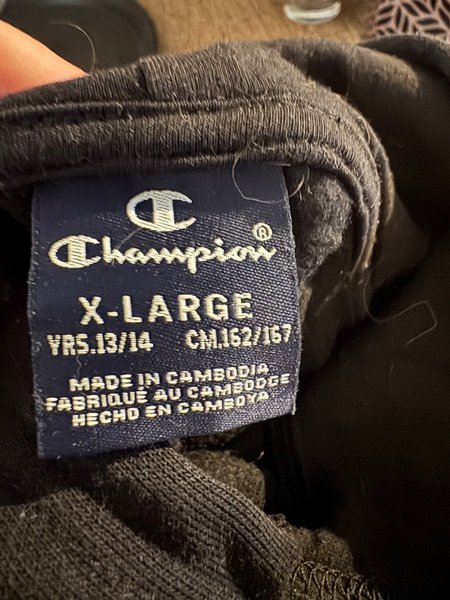 Champion®
X-LARGE
YRS.13/14 CM.162/167
MADE IN CAMBODIA
FABRIQUÉ AU CAMBODGE
HECHO EN CAMBOYA